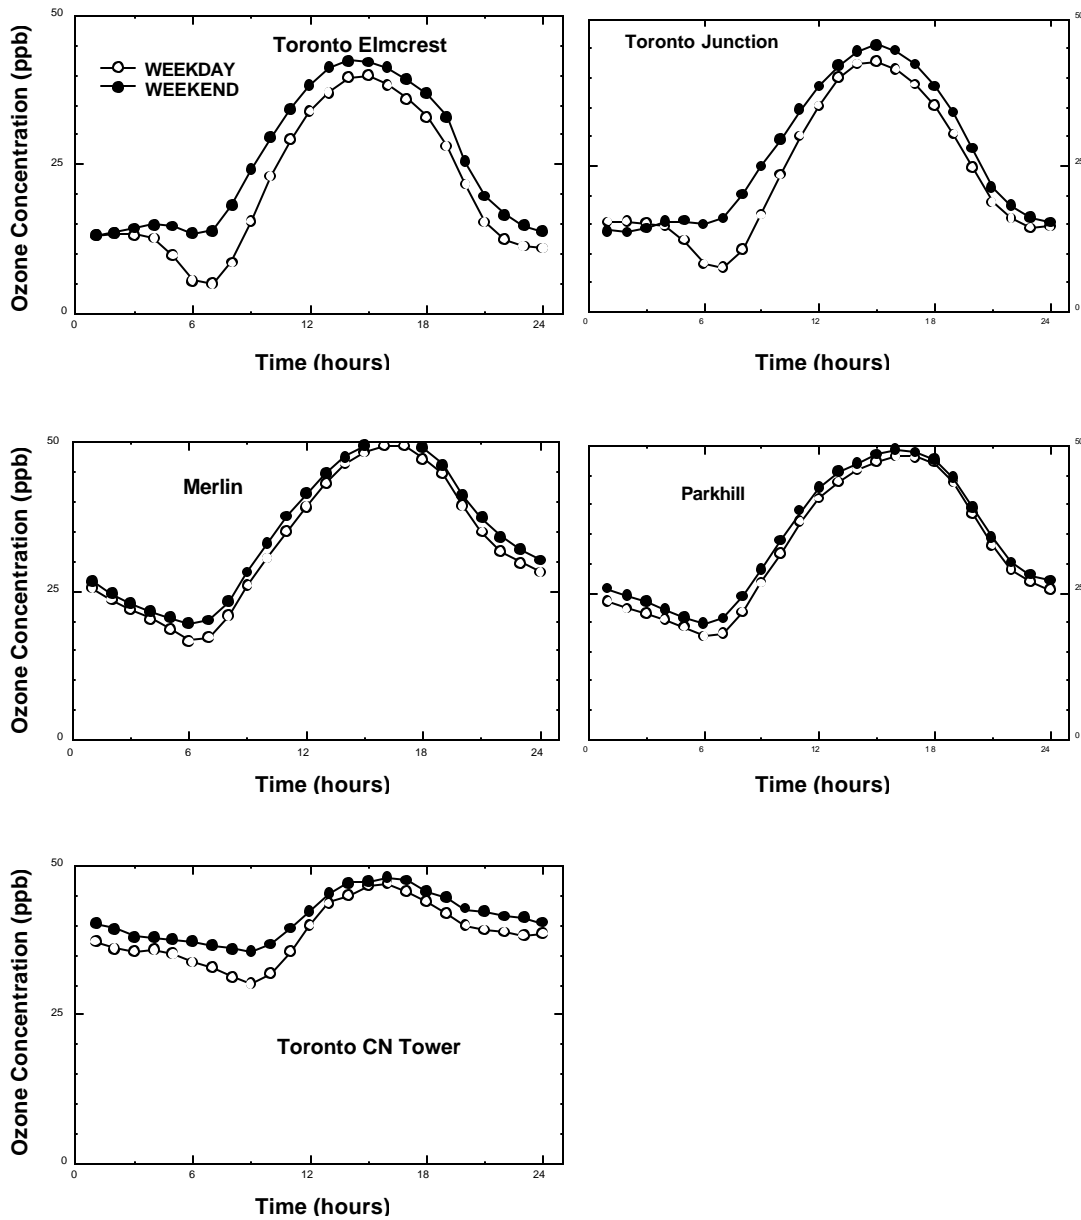 Ozone Concentration (ppb)
50
25
0
Toronto Elmcrest
WEEKDAY
WEEKEND
0 6 12 18 24
Time (hours)
Toronto Junction
50
25
0
0 6 12 18 24
Time (hours)
Ozone Concentration (ppb)
50
25
0
Merlin
0 6 12 18 24
Time (hours)
Parkhill
50
25
0
0 6 12 18 24
Time (hours)
Ozone Concentration (ppb)
50
25
0
Toronto CN Tower
0 6 12 18 24
Time (hours)